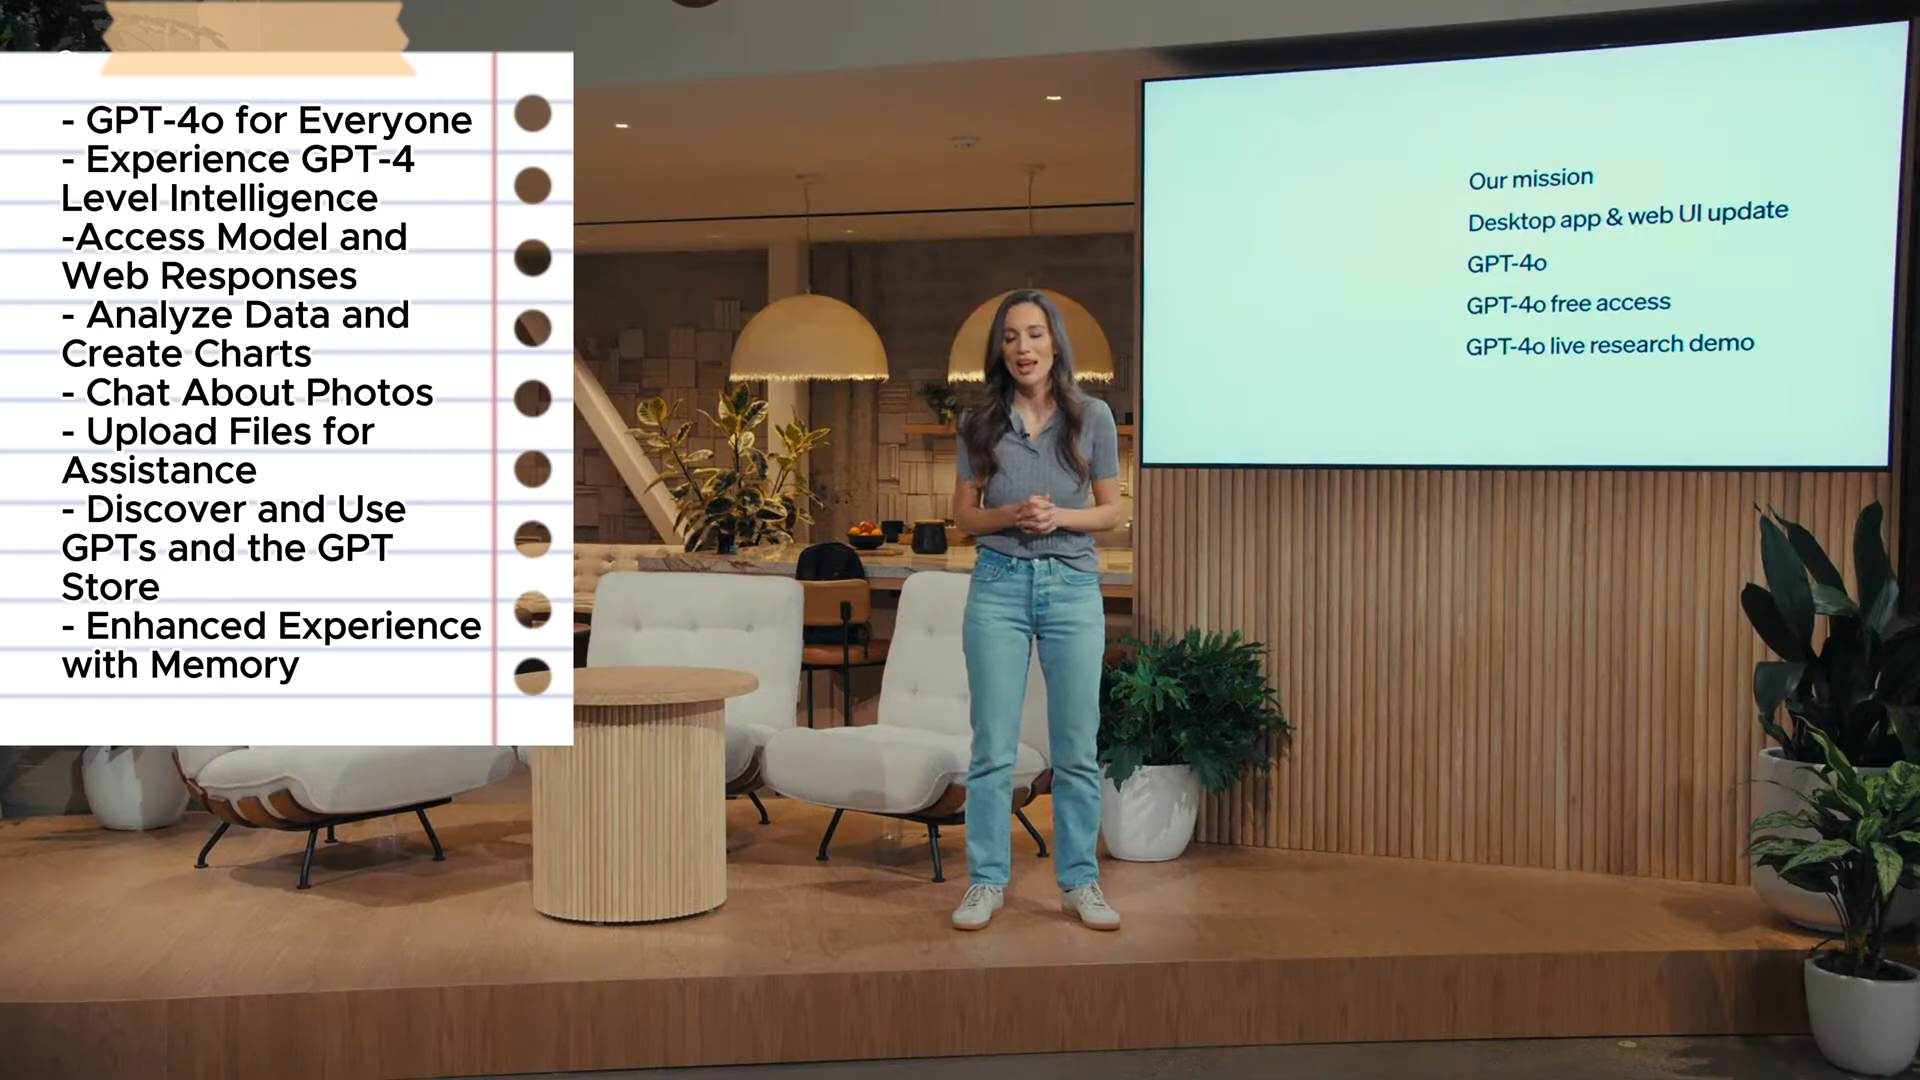 - GPT-4o for Everyone
- Experience GPT-4
Level Intelligence
-Access Model and
Web Responses
- Analyze Data and
Create Charts
- Chat About Photos
- Upload Files for
Assistance
- Discover and Use
GPTs and the GPT
Store
- Enhanced Experience
with Memory
Our mission
Desktop app & web UI update
GPT-4o
GPT-4o free access
GPT-4o live research demo